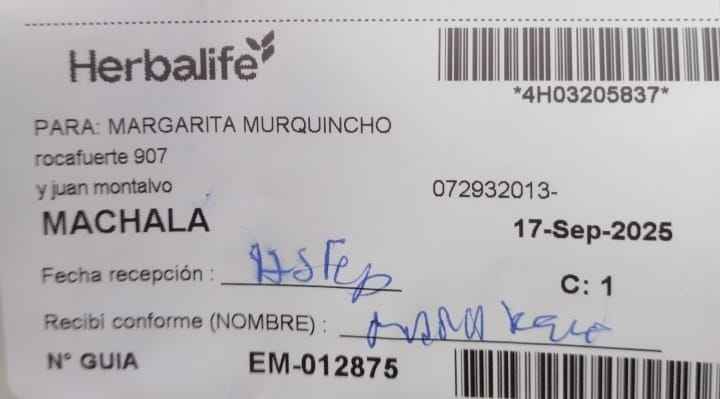 Herbalife
*4H03205837*
PARA: MARGARITA MURQUINCHO
rocafuerte 907
y juan montalvo
072932013-
MACHALA
17-Sep-2025
Fecha recepción :
C: 1
Recibi conforme (NOMBRE) :
N° GUIA
EM-012875